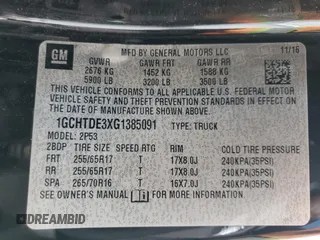 GM
MFD BY GENERAL MOTORS LLC
11/16
GVWR GAWR FRT GAWR RR
2676 KG 1452 KG 1588 KG
5900 LB 3200 LB 3500 LB
THIS VEHICLE CONFORMS TO ALL APPLICABLE U.S. FEDERAL
MOTOR VEHICLE SAFETY AND THEFT PREVENTION
STANDARDS IN EFFECT ON THE DATE OF MANUFACTURE
SHOWN ABOVE.
1GCHTDE3XG1385091 TYPE: TRUCK
MODEL: 2P53
2BDP TIRE SIZE SPEED RTG RIM COLD TIRE PRESSURE
FRT 255/65R17 T 17X8.0J 240KPA(35PSI)
RR 255/65R17 T 17X8.0J 240KPA(35PSI)
SPA 265/70R16 T 16X7.0J 240KPA(35PSI)
SEE OWNER'S MANUAL FOR MORE INFORMATION.
DREAMBID